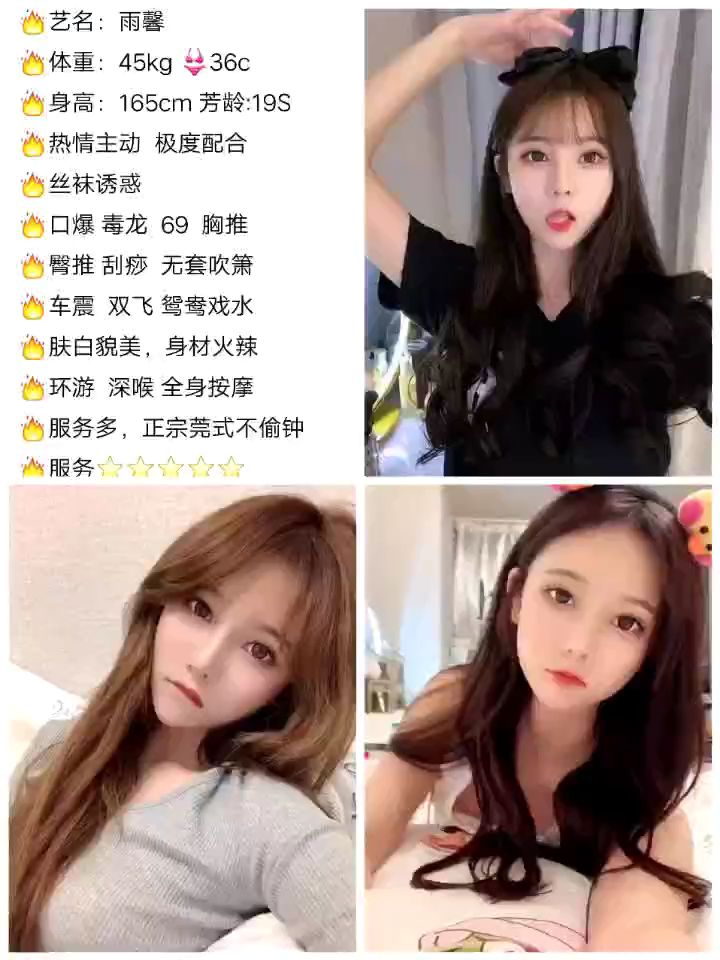 🔥艺名：雨馨
🔥体重：45kg 👙36c
🔥身高：165cm 芳龄:19S
🔥热情主动 极度配合
🔥丝袜诱惑
🔥口爆 毒龙 69 胸推
🔥臀推 刮痧 无套吹箫
🔥车震 双飞 鸳鸯戏水
🔥肤白貌美，身材火辣
🔥环游 深喉 全身按摩
🔥服务多，正宗莞式不偷钟
🔥服务⭐⭐⭐⭐⭐